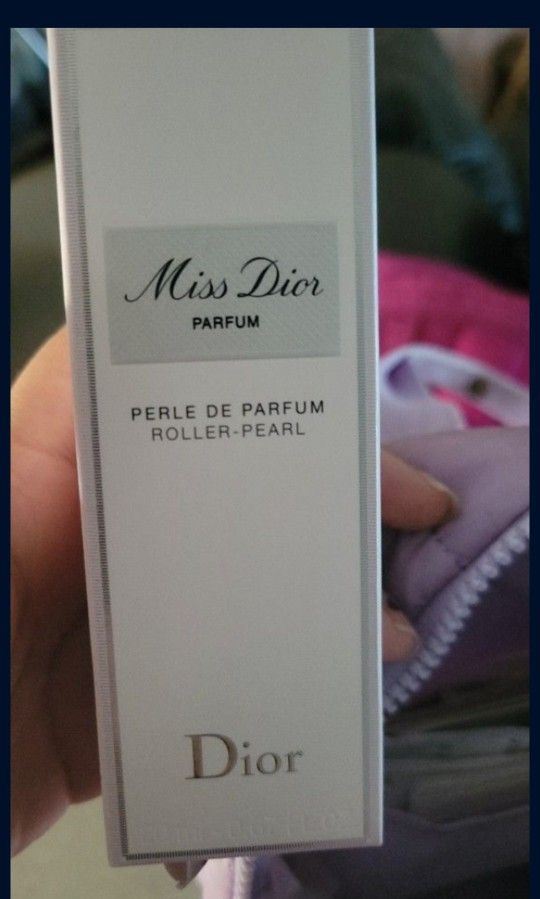 Miss Dior
PARFUM
PERLE DE PARFUM
ROLLER-PEARL
Dior